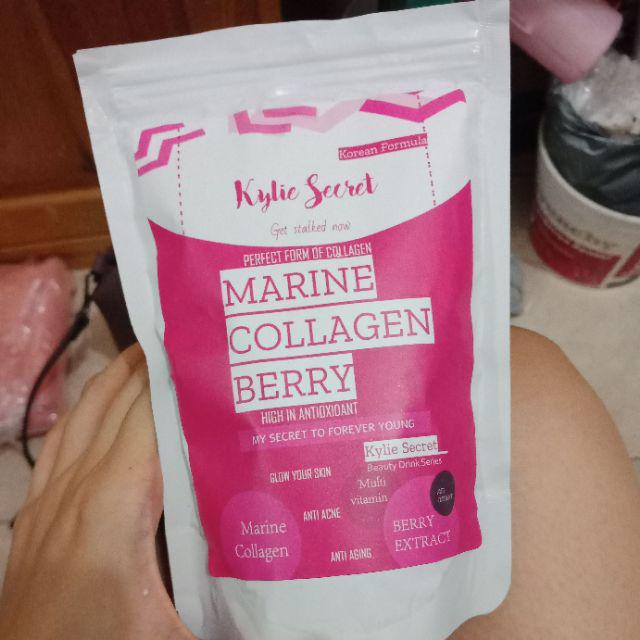 Korean Formula
Kylie Secret
Get stalked now
PERFECT FORM OF COLLAGEN
MARINE
COLLAGEN
BERRY
HIGH IN ANTIOXIDANT
MY SECRET TO FOREVER YOUNG
Kylie Secret
Beauty Drink Series
GLOW YOUR SKIN
Multi
vitamin
ANTI ACNE
Marine
Collagen
BERRY
EXTRACT
ANTI AGING